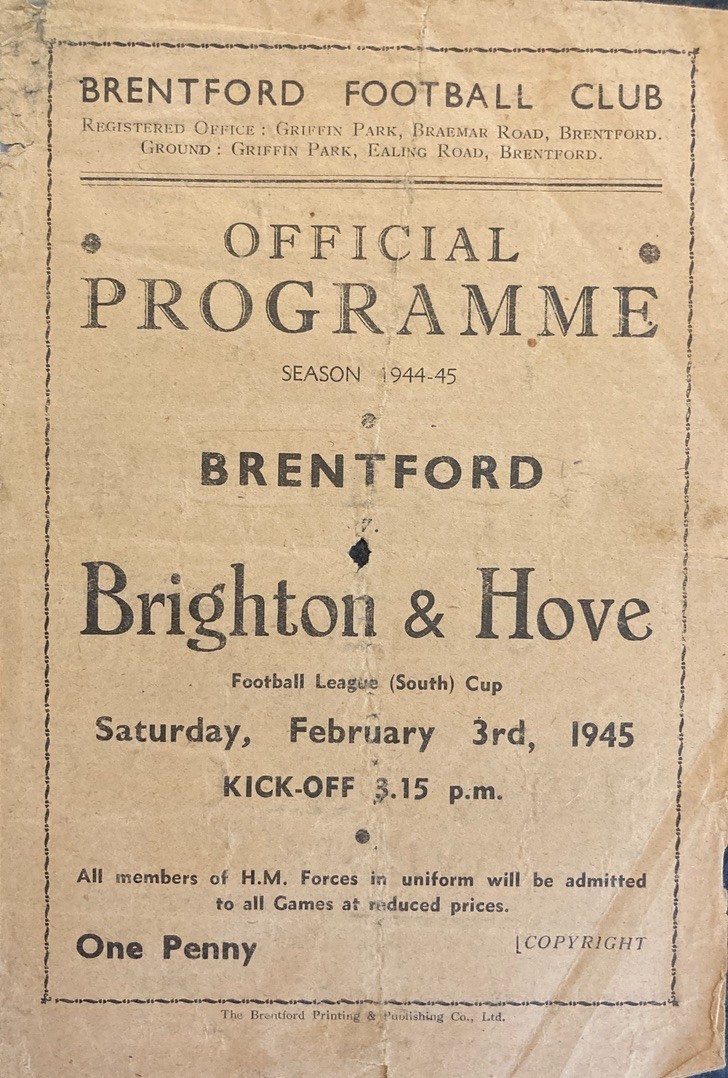 BRENTFORD FOOTBALL CLUB
REGISTERED OFFICE : GRIFFIN PARK, BRAEMAR ROAD, BRENTFORD.
GROUND : GRIFFIN PARK, EALING ROAD, BRENTFORD.
OFFICIAL
PROGRAMME
SEASON 1944-45
BRENTFORD
v.
Brighton & Hove
Football League (South) Cup
Saturday, February 3rd, 1945
KICK-OFF 3.15 p.m.
All members of H.M. Forces in uniform will be admitted
to all Games at reduced prices.
One Penny
[COPYRIGHT
The Brentford Printing & Publishing Co., Ltd.